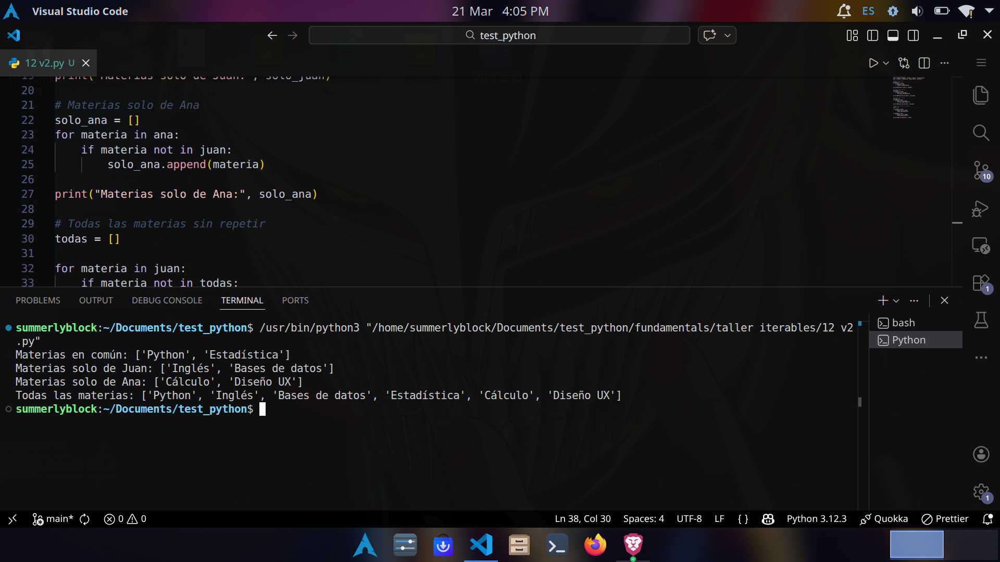 Visual Studio Code
21 Mar 4:05 PM
ES
test_python
12 v2.py U
19 print("Materias solo de Juan:", solo_juan)
20
21 # Materias solo de Ana
22 solo_ana = []
23 for materia in ana:
24 if materia not in juan:
25 solo_ana.append(materia)
26
27 print("Materias solo de Ana:", solo_ana)
28
29 # Todas las materias sin repetir
30 todas = []
31
32 for materia in juan:
33 if materia not in todas:
10
1
PROBLEMS OUTPUT DEBUG CONSOLE TERMINAL PORTS
summerlyblock:~/Documents/test_python$ /usr/bin/python3 "/home/summerlyblock/Documents/test_python/fundamentals/taller iterables/12 v2
.py"
Materias en común: ['Python', 'Estadística']
Materias solo de Juan: ['Inglés', 'Bases de datos']
Materias solo de Ana: ['Cálculo', 'Diseño UX']
Todas las materias: ['Python', 'Inglés', 'Bases de datos', 'Estadística', 'Cálculo', 'Diseño UX']
summerlyblock:~/Documents/test_python$
bash
Python
1
main* 0 0
Ln 38, Col 30 Spaces: 4 UTF-8 LF { } Python 3.12.3 Quokka Prettier